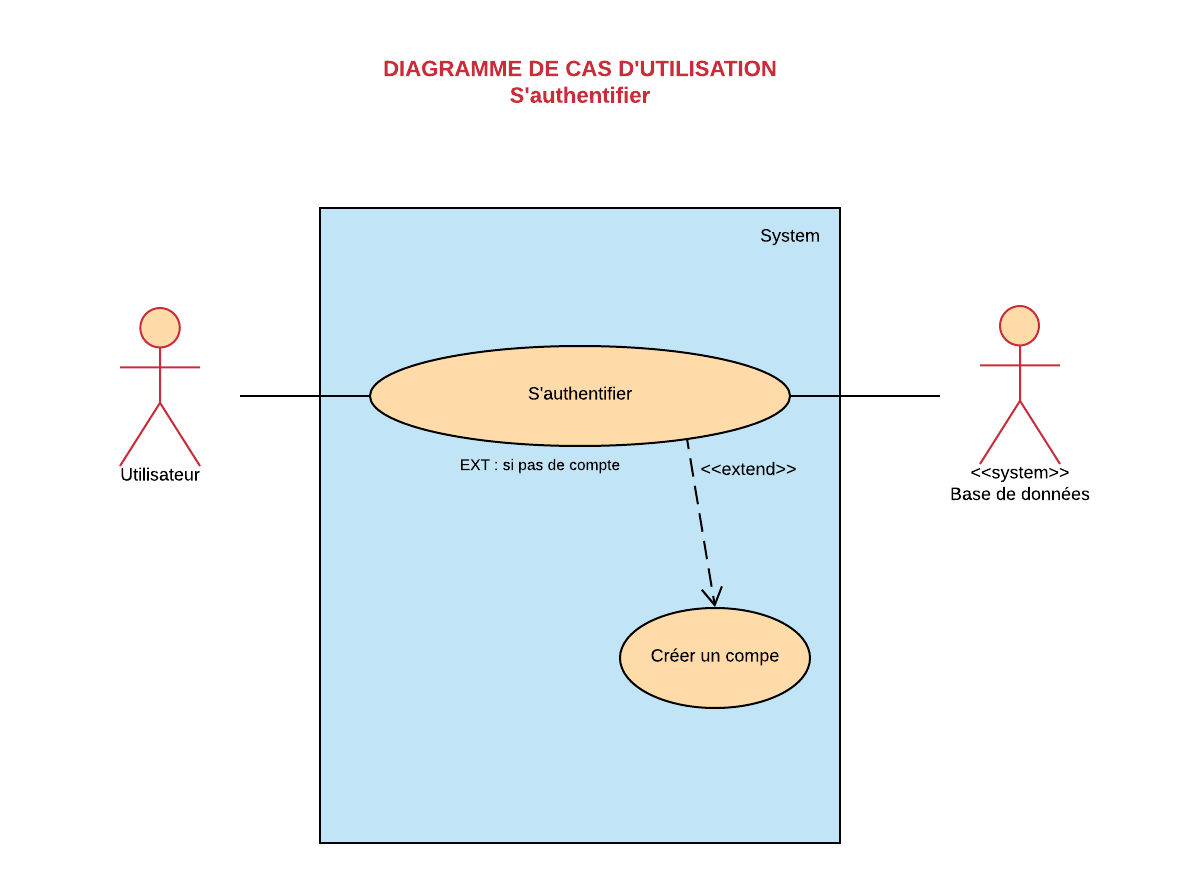 DIAGRAMME DE CAS D'UTILISATION
S'authentifier
System
S'authentifier
EXT : si pas de compte
<<extend>>
Utilisateur
<<system>>
Base de données
Créer un compe